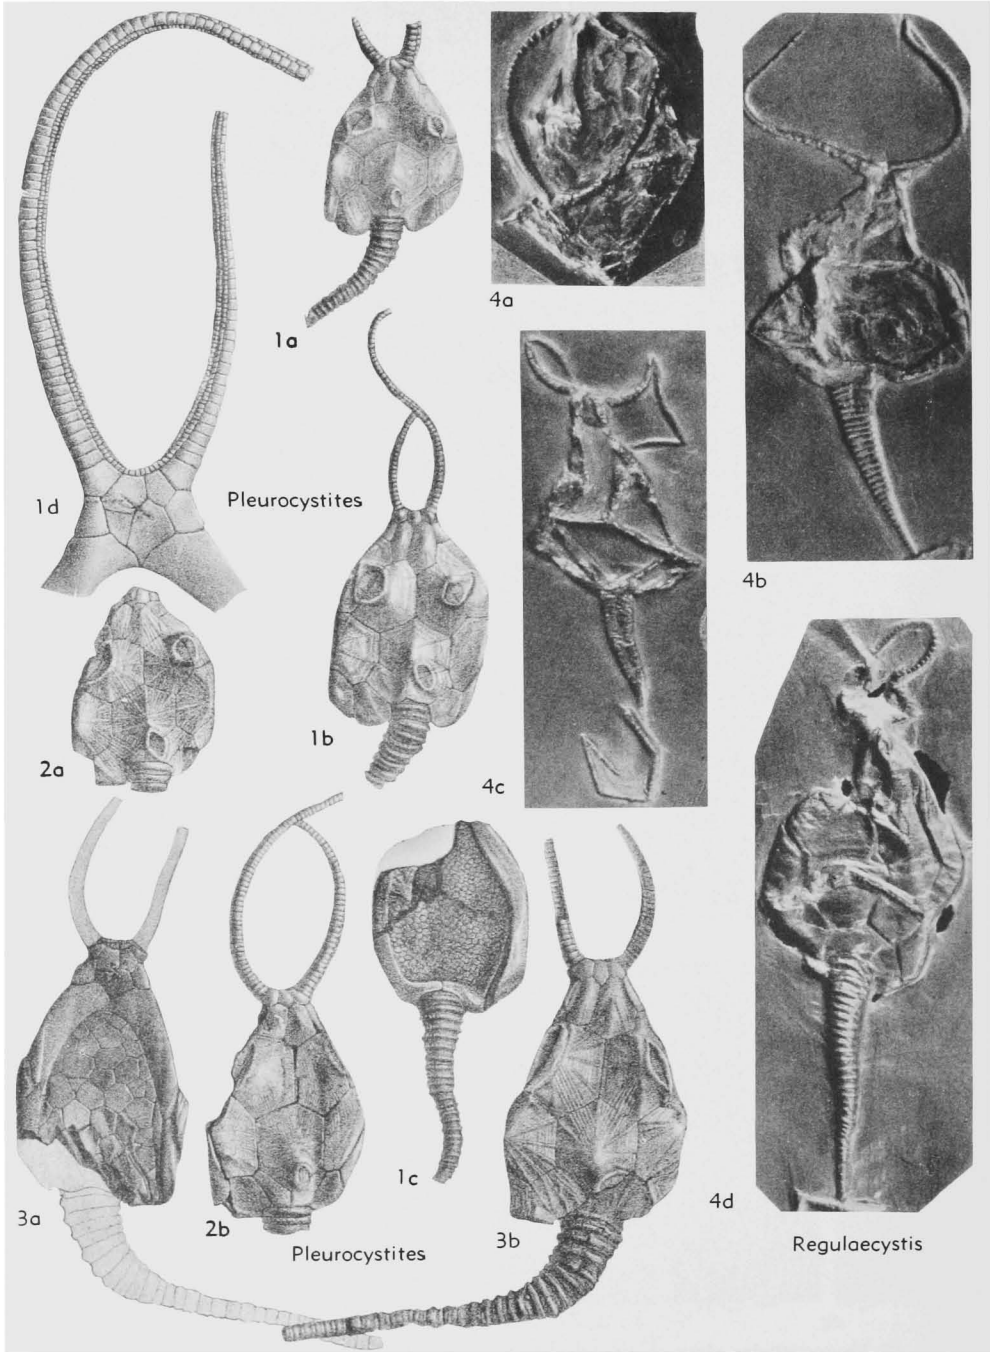 1a
4a
1d
Pleurocystites
4b
1b
2a
4c
1c
3a
2b
3b
4d
Pleurocystites
Regulaecystis